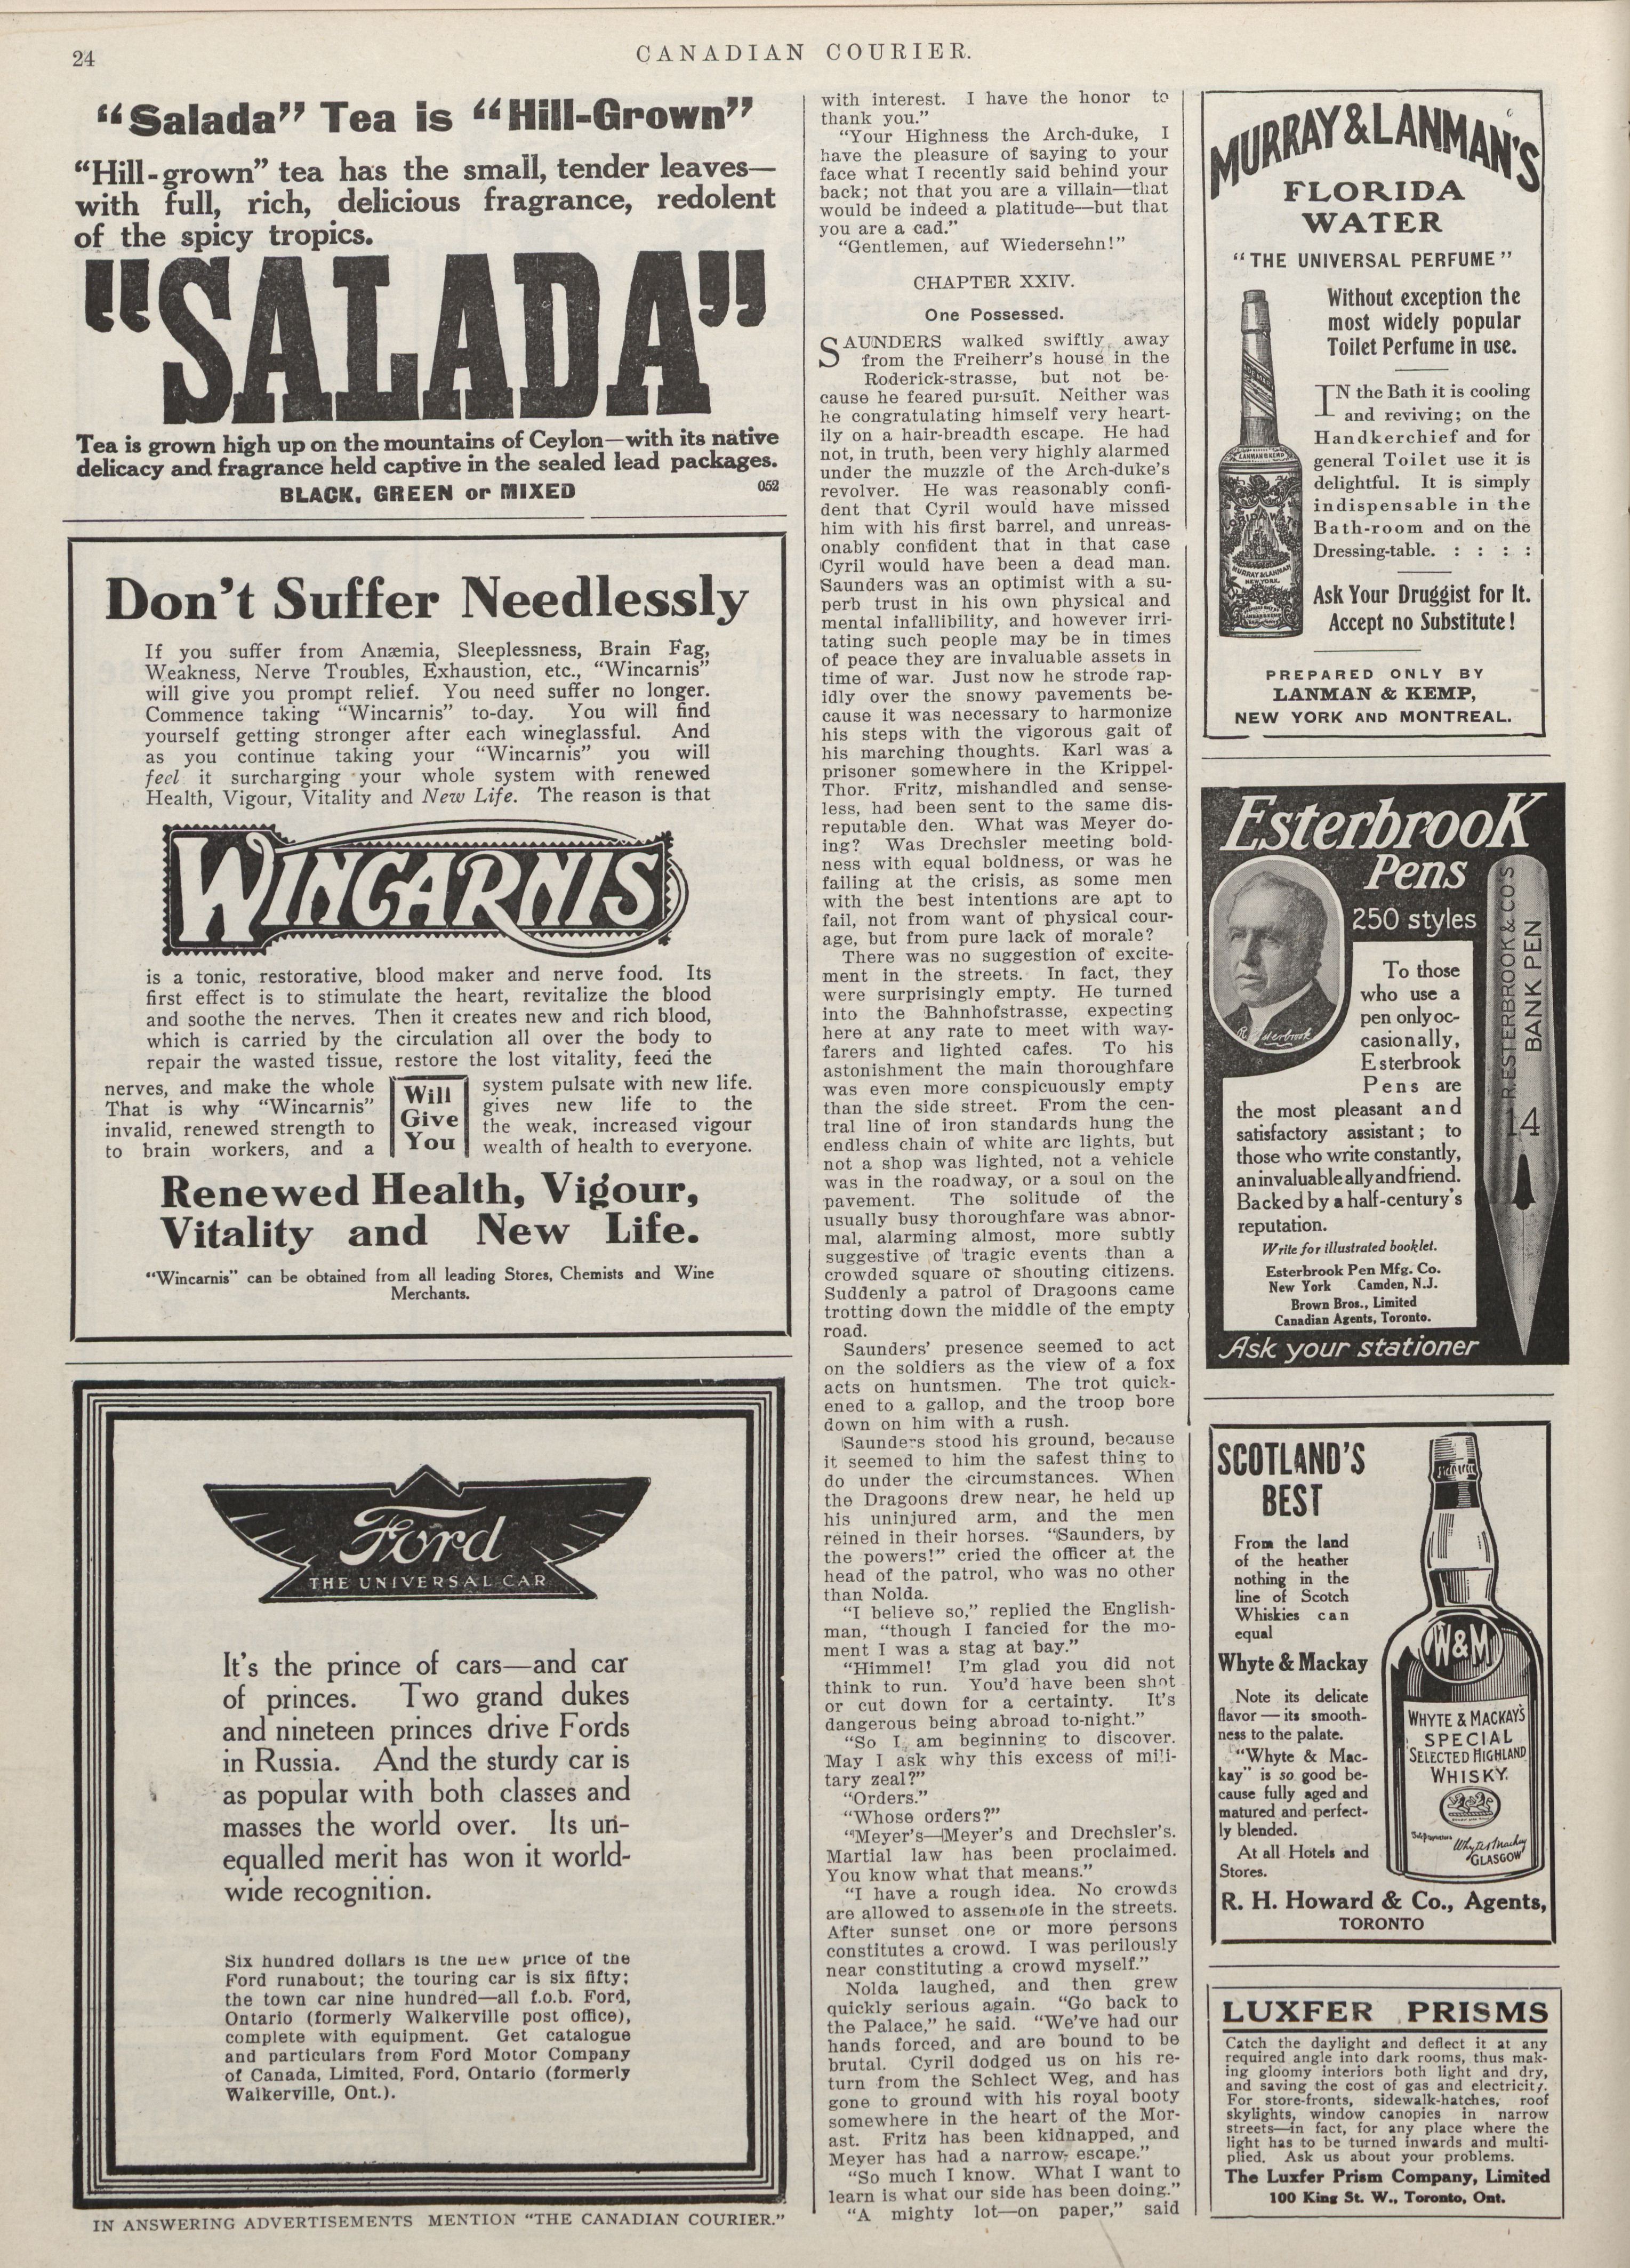 24
CANADIAN COURIER.
"Salada" Tea is "Hill-Grown"
"Hill-grown" tea has the small, tender leaves—
with full, rich, delicious fragrance, redolent
of the spicy tropics.
"SALADA"
Tea is grown high up on the mountains of Ceylon—with its native
delicacy and fragrance held captive in the sealed lead packages.
BLACK, GREEN or MIXED 052
Don't Suffer Needlessly
If you suffer from Anæmia, Sleeplessness, Brain Fag,
Weakness, Nerve Troubles, Exhaustion, etc., "Wincarnis"
will give you prompt relief. You need suffer no longer.
Commence taking "Wincarnis" to-day. You will find
yourself getting stronger after each wineglassful. And
as you continue taking your "Wincarnis" you will
feel it surcharging your whole system with renewed
Health, Vigour, Vitality and New Life. The reason is that
WINCARNIS
is a tonic, restorative, blood maker and nerve food. Its
first effect is to stimulate the heart, revitalize the blood
and soothe the nerves. Then it creates new and rich blood,
which is carried by the circulation all over the body to
repair the wasted tissue, restore the lost vitality, feed the
nerves, and make the whole system pulsate with new life.
That is why "Wincarnis" gives new life to the
invalid, renewed strength to the weak, increased vigour
to brain workers, and a wealth of health to everyone.
Will
Give
You
Renewed Health, Vigour,
Vitality and New Life.
"Wincarnis" can be obtained from all leading Stores, Chemists and Wine
Merchants.
Ford
THE UNIVERSAL CAR
It's the prince of cars—and car
of princes. Two grand dukes
and nineteen princes drive Fords
in Russia. And the sturdy car is
as popular with both classes and
masses the world over. Its un-
equalled merit has won it world-
wide recognition.
Six hundred dollars is the new price of the
Ford runabout; the touring car is six fifty;
the town car nine hundred—all f.o.b. Ford,
Ontario (formerly Walkerville post office),
complete with equipment. Get catalogue
and particulars from Ford Motor Company
of Canada, Limited, Ford, Ontario (formerly
Walkerville, Ont.).
IN ANSWERING ADVERTISEMENTS MENTION "THE CANADIAN COURIER."
with interest. I have the honor to
thank you."
"Your Highness the Arch-duke, I
have the pleasure of saying to your
face what I recently said behind your
back; not that you are a villain—that
would be indeed a platitude—but that
you are a cad."
"Gentlemen, auf Wiedersehn!"
CHAPTER XXIV.
One Possessed.
SAUNDERS walked swiftly away
from the Freiherr's house in the
Roderick-strasse, but not be-
cause he feared pursuit. Neither was
he congratulating himself very heart-
ily on a hair-breadth escape. He had
not, in truth, been very highly alarmed
under the muzzle of the Arch-duke's
revolver. He was reasonably confi-
dent that Cyril would have missed
him with his first barrel, and unreas-
onably confident that in that case
Cyril would have been a dead man.
Saunders was an optimist with a su-
perb trust in his own physical and
mental infallibility, and however irri-
tating such people may be in times
of peace they are invaluable assets in
time of war. Just now he strode rap-
idly over the snowy pavements be-
cause it was necessary to harmonize
his steps with the vigorous gait of
his marching thoughts. Karl was a
prisoner somewhere in the Krippel-
Thor. Fritz, mishandled and sense-
less, had been sent to the same dis-
reputable den. What was Meyer do-
ing? Was Drechsler meeting bold-
ness with equal boldness, or was he
failing at the crisis, as some men
with the best intentions are apt to
fail, not from want of physical cour-
age, but from pure lack of morale?
There was no suggestion of excite-
ment in the streets. In fact, they
were surprisingly empty. He turned
into the Bahnhofstrasse, expecting
here at any rate to meet with way-
farers and lighted cafes. To his
astonishment the main thoroughfare
was even more conspicuously empty
than the side street. From the cen-
tral line of iron standards hung the
endless chain of white arc lights, but
not a shop was lighted, not a vehicle
was in the roadway, or a soul on the
pavement. The solitude of the
usually busy thoroughfare was abnor-
mal, alarming almost, more subtly
suggestive of tragic events than a
crowded square of shouting citizens.
Suddenly a patrol of Dragoons came
trotting down the middle of the empty
road.
Saunders' presence seemed to act
on the soldiers as the view of a fox
acts on huntsmen. The trot quick-
ened to a gallop, and the troop bore
down on him with a rush.
Saunders stood his ground, because
it seemed to him the safest thing to
do under the circumstances. When
the Dragoons drew near, he held up
his uninjured arm, and the men
reined in their horses. "Saunders, by
the powers!" cried the officer at the
head of the patrol, who was no other
than Nolda.
"I believe so," replied the English-
man, "though I fancied for the mo-
ment I was a stag at bay."
"Himmel! I'm glad you did not
think to run. You'd have been shot
or cut down for a certainty. It's
dangerous being abroad to-night."
"So I am beginning to discover.
May I ask why this excess of mili-
tary zeal?"
"Orders."
"Whose orders?"
"Meyer's—Meyer's and Drechsler's.
Martial law has been proclaimed.
You know what that means."
"I have a rough idea. No crowds
are allowed to assemble in the streets.
After sunset one or more persons
constitutes a crowd. I was perilously
near constituting a crowd myself."
Nolda laughed, and then grew
quickly serious again. "Go back to
the Palace," he said. "We've had our
hands forced, and are bound to be
brutal. Cyril dodged us on his re-
turn from the Schlect Weg, and has
gone to ground with his royal booty
somewhere in the heart of the Mor-
ast. Fritz has been kidnapped, and
Meyer has had a narrow escape."
"So much I know. What I want to
learn is what our side has been doing."
"A mighty lot—on paper," said
MURRAY & LANMAN'S
FLORIDA
WATER
"THE UNIVERSAL PERFUME"
Without exception the
most widely popular
Toilet Perfume in use.
IN the Bath it is cooling
and reviving; on the
Handkerchief and for
general Toilet use it is
delightful. It is simply
indispensable in the
Bath-room and on the
Dressing-table. : : : :
Ask Your Druggist for It.
Accept no Substitute!
PREPARED ONLY BY
LANMAN & KEMP,
NEW YORK AND MONTREAL.
LANMAN & KEMP
FLORIDA WATER
MURRAY & LANMAN
NEW YORK
Esterbrook
Pens
250 styles
To those
who use a
pen only oc-
casionally,
Esterbrook
Pens are
the most pleasant and
satisfactory assistant; to
those who write constantly,
an invaluable ally and friend.
Backed by a half-century's
reputation.
Write for illustrated booklet.
Esterbrook Pen Mfg. Co.
New York Camden, N.J.
Brown Bros., Limited
Canadian Agents, Toronto.
Ask your stationer
R. ESTERBROOK & CO'S
BANK PEN
14
SCOTLAND'S
BEST
From the land
of the heather
nothing in the
line of Scotch
Whiskies can
equal
Whyte & Mackay
Note its delicate
flavor—its smooth-
ness to the palate.
"Whyte & Mac-
kay" is so good be-
cause fully aged and
matured and perfect-
ly blended.
At all Hotels and
Stores.
W&M
WHYTE & MACKAY'S
SPECIAL
SELECTED HIGHLAND
WHISKY.
Whyte & Mackay
GLASGOW
R. H. Howard & Co., Agents,
TORONTO
LUXFER PRISMS
Catch the daylight and deflect it at any
required angle into dark rooms, thus mak-
ing gloomy interiors both light and dry,
and saving the cost of gas and electricity.
For store-fronts, sidewalk-hatches, roof
skylights, window canopies in narrow
streets—in fact, for any place where the
light has to be turned inwards and multi-
plied. Ask us about your problems.
The Luxfer Prism Company, Limited
100 King St. W., Toronto, Ont.